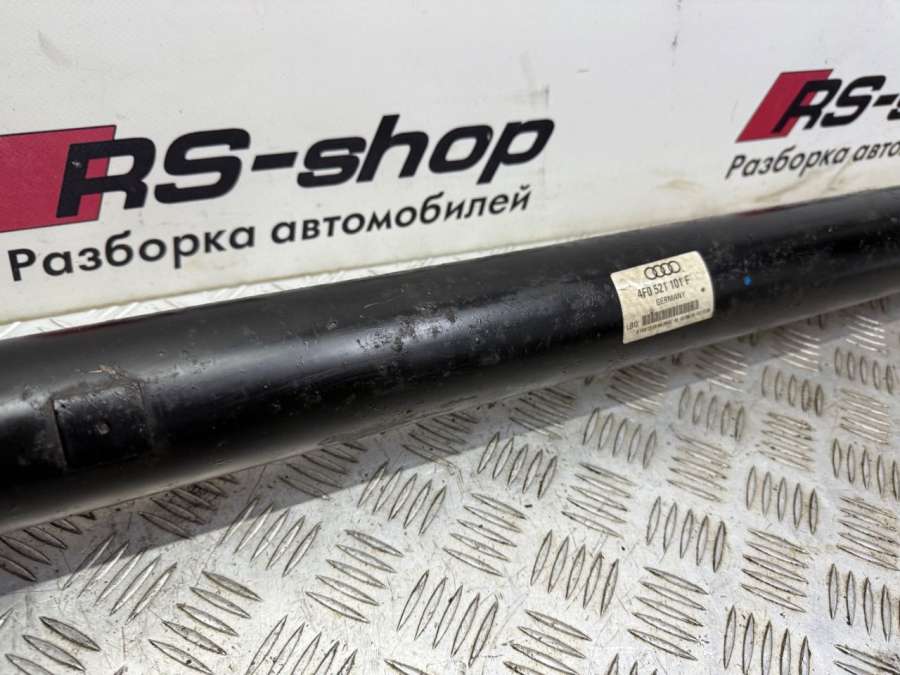 RS-shop
Разборка автомобилей
RS-
Разборка авто
4F0 521 101 F
GERMANY